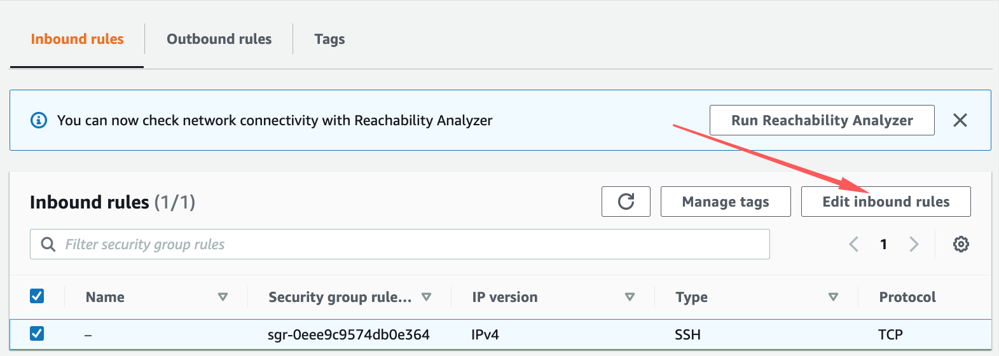 Inbound rules Outbound rules Tags
You can now check network connectivity with Reachability Analyzer Run Reachability Analyzer
Inbound rules (1/1) Manage tags Edit inbound rules
Filter security group rules 1
Name Security group rule... IP version Type Protocol
– sgr-0eee9c9574db0e364 IPv4 SSH TCP